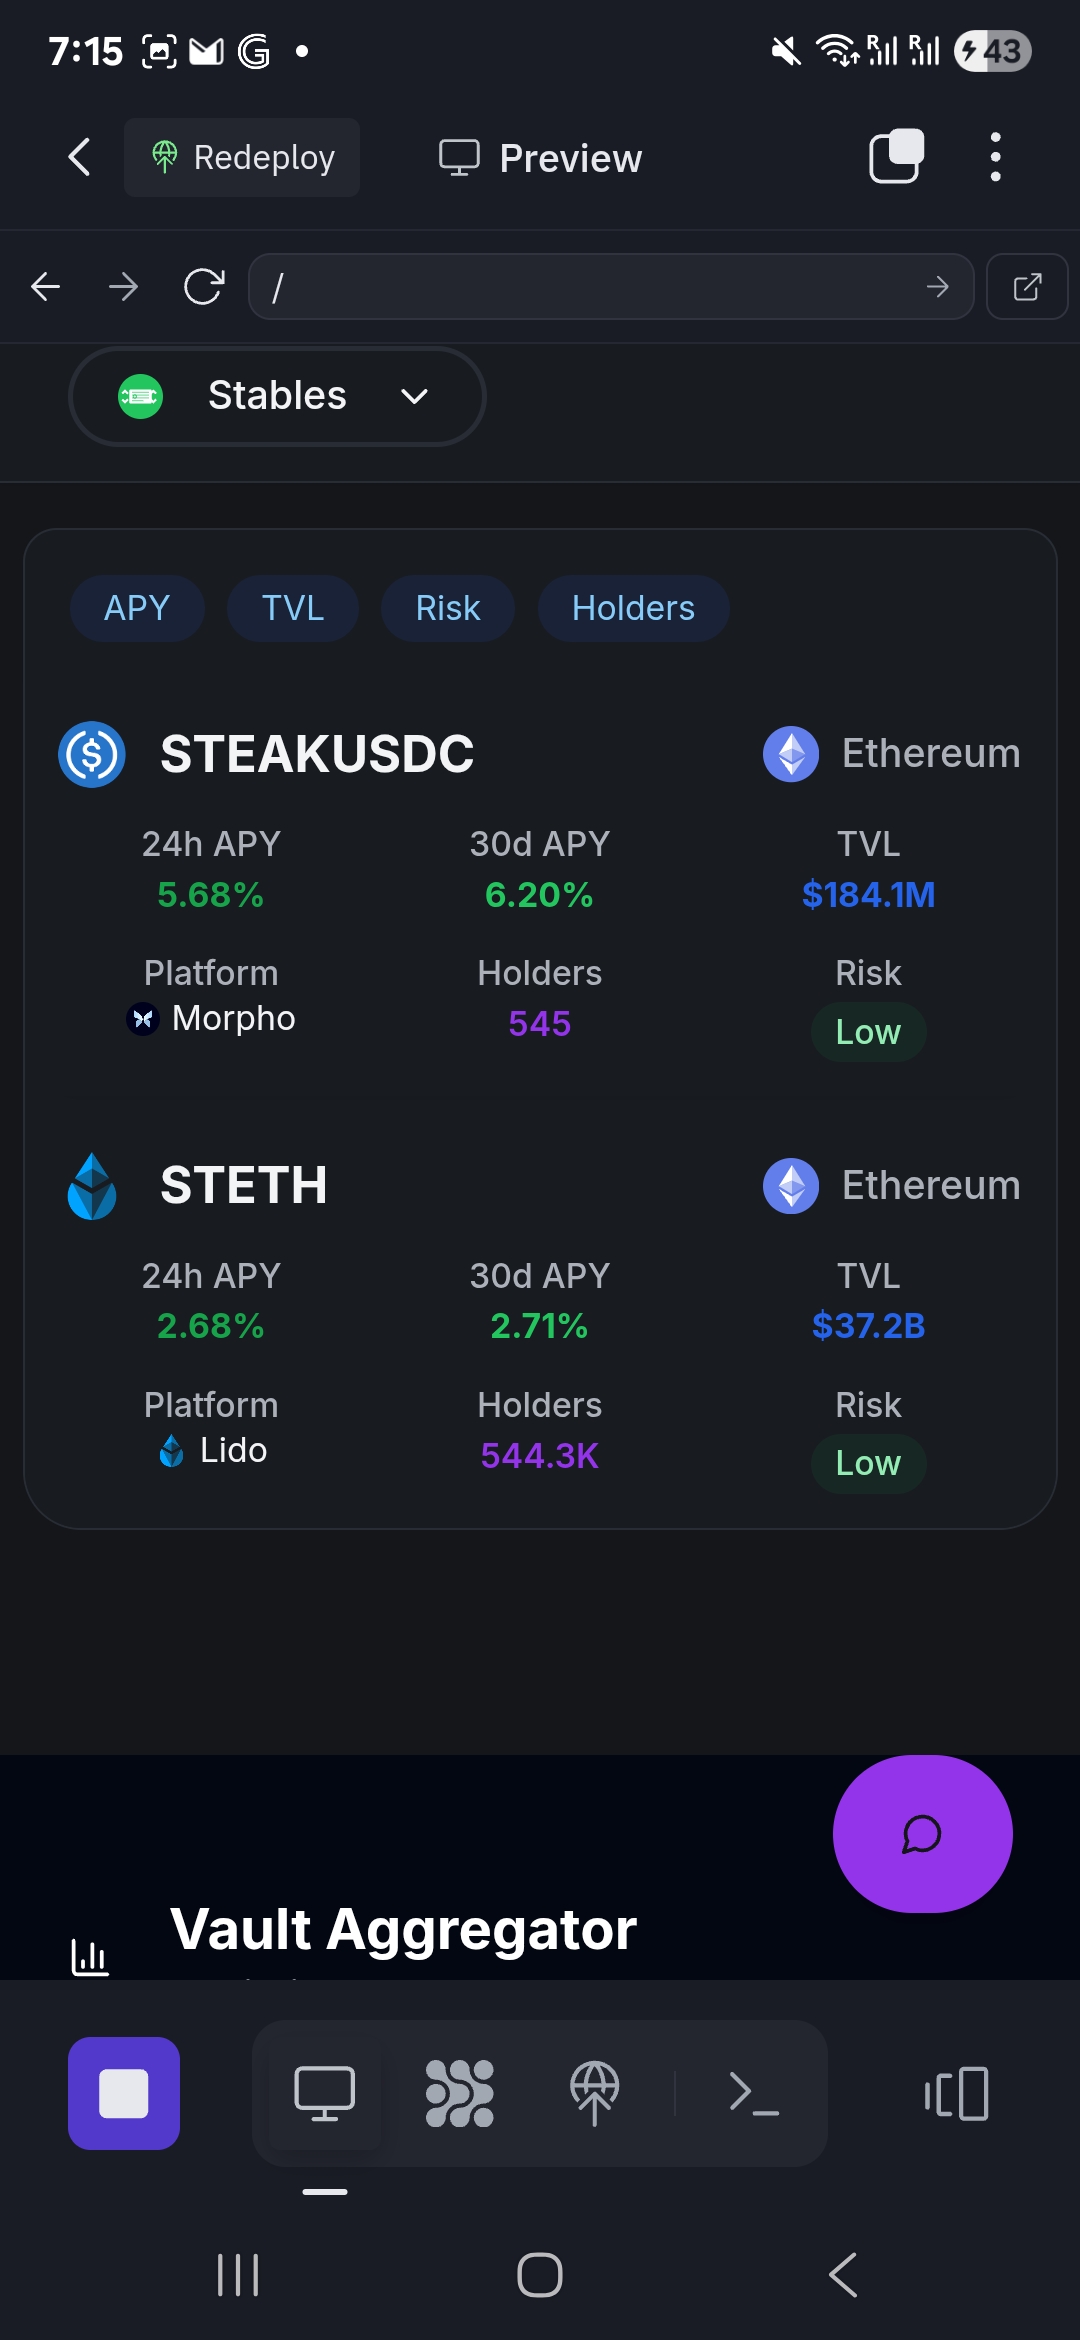 7:15
R
R
43
Redeploy
Preview
/
Stables
APY TVL Risk Holders
STEAKUSDC
Ethereum
24h APY 30d APY TVL
5.68% 6.20% $184.1M
Platform Holders Risk
Morpho 545 Low
STETH
Ethereum
24h APY 30d APY TVL
2.68% 2.71% $37.2B
Platform Holders Risk
Lido 544.3K Low
Vault Aggregator